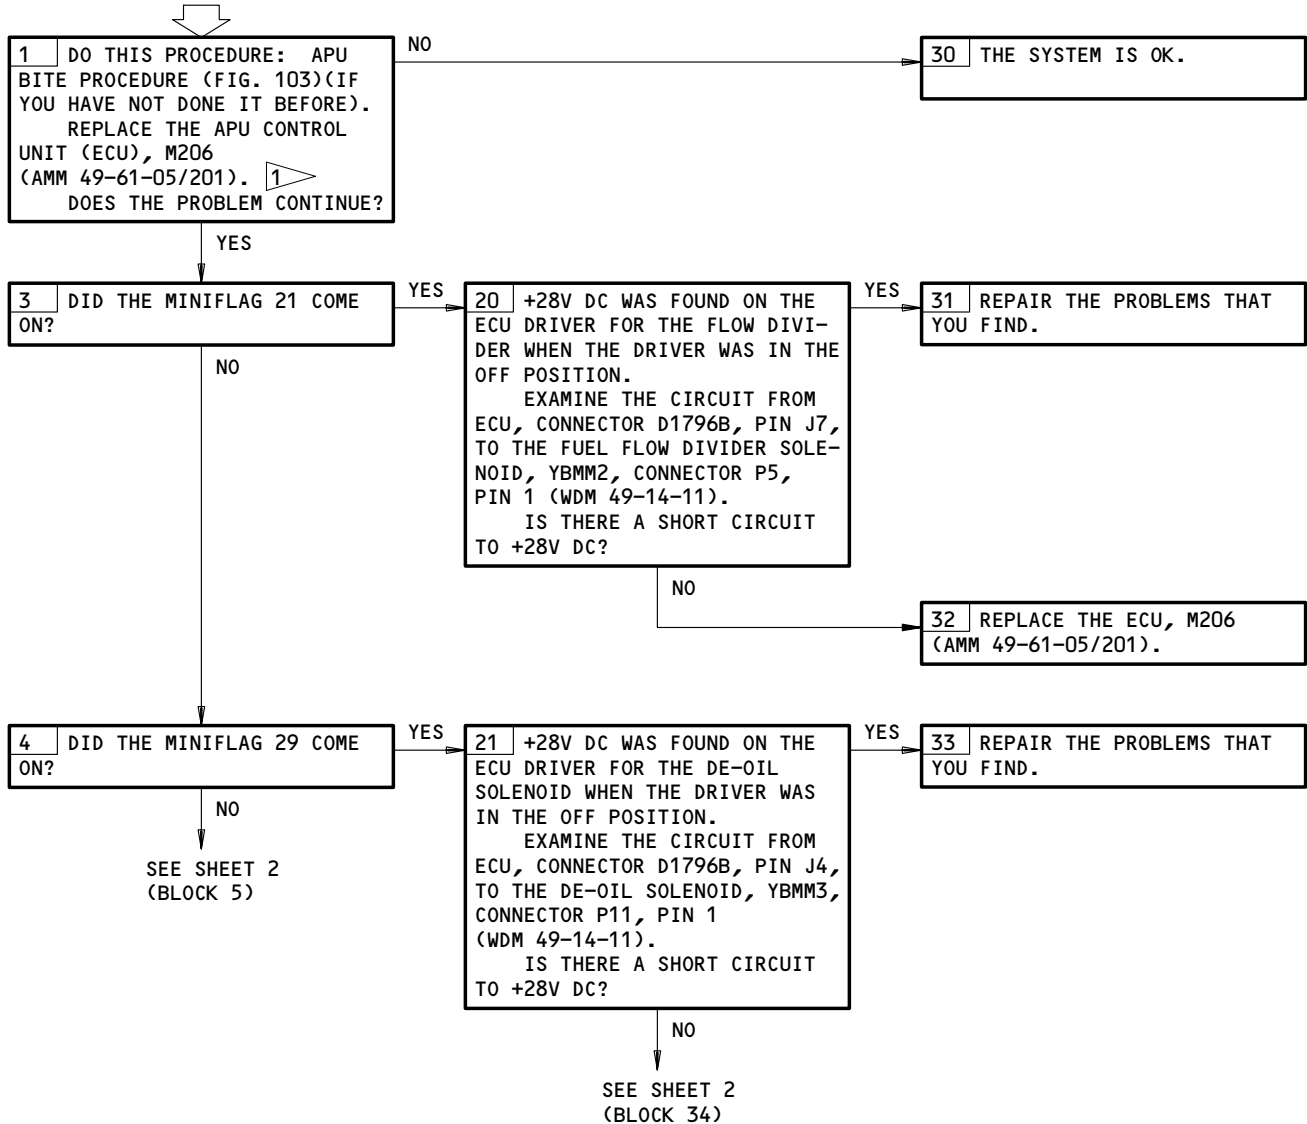 1 DO THIS PROCEDURE: APU
BITE PROCEDURE (FIG. 103)(IF
YOU HAVE NOT DONE IT BEFORE).
REPLACE THE APU CONTROL
UNIT (ECU), M206
(AMM 49-61-05/201). 1
DOES THE PROBLEM CONTINUE?
NO
30 THE SYSTEM IS OK.
YES
3 DID THE MINIFLAG 21 COME
ON?
YES
20 +28V DC WAS FOUND ON THE
ECU DRIVER FOR THE FLOW DIVI-
DER WHEN THE DRIVER WAS IN THE
OFF POSITION.
EXAMINE THE CIRCUIT FROM
ECU, CONNECTOR D1796B, PIN J7,
TO THE FUEL FLOW DIVIDER SOLE-
NOID, YBMM2, CONNECTOR P5,
PIN 1 (WDM 49-14-11).
IS THERE A SHORT CIRCUIT
TO +28V DC?
YES
31 REPAIR THE PROBLEMS THAT
YOU FIND.
NO
NO
32 REPLACE THE ECU, M206
(AMM 49-61-05/201).
4 DID THE MINIFLAG 29 COME
ON?
YES
21 +28V DC WAS FOUND ON THE
ECU DRIVER FOR THE DE-OIL
SOLENOID WHEN THE DRIVER WAS
IN THE OFF POSITION.
EXAMINE THE CIRCUIT FROM
ECU, CONNECTOR D1796B, PIN J4,
TO THE DE-OIL SOLENOID, YBMM3,
CONNECTOR P11, PIN 1
(WDM 49-14-11).
IS THERE A SHORT CIRCUIT
TO +28V DC?
YES
33 REPAIR THE PROBLEMS THAT
YOU FIND.
NO
SEE SHEET 2
(BLOCK 5)
NO
SEE SHEET 2
(BLOCK 34)